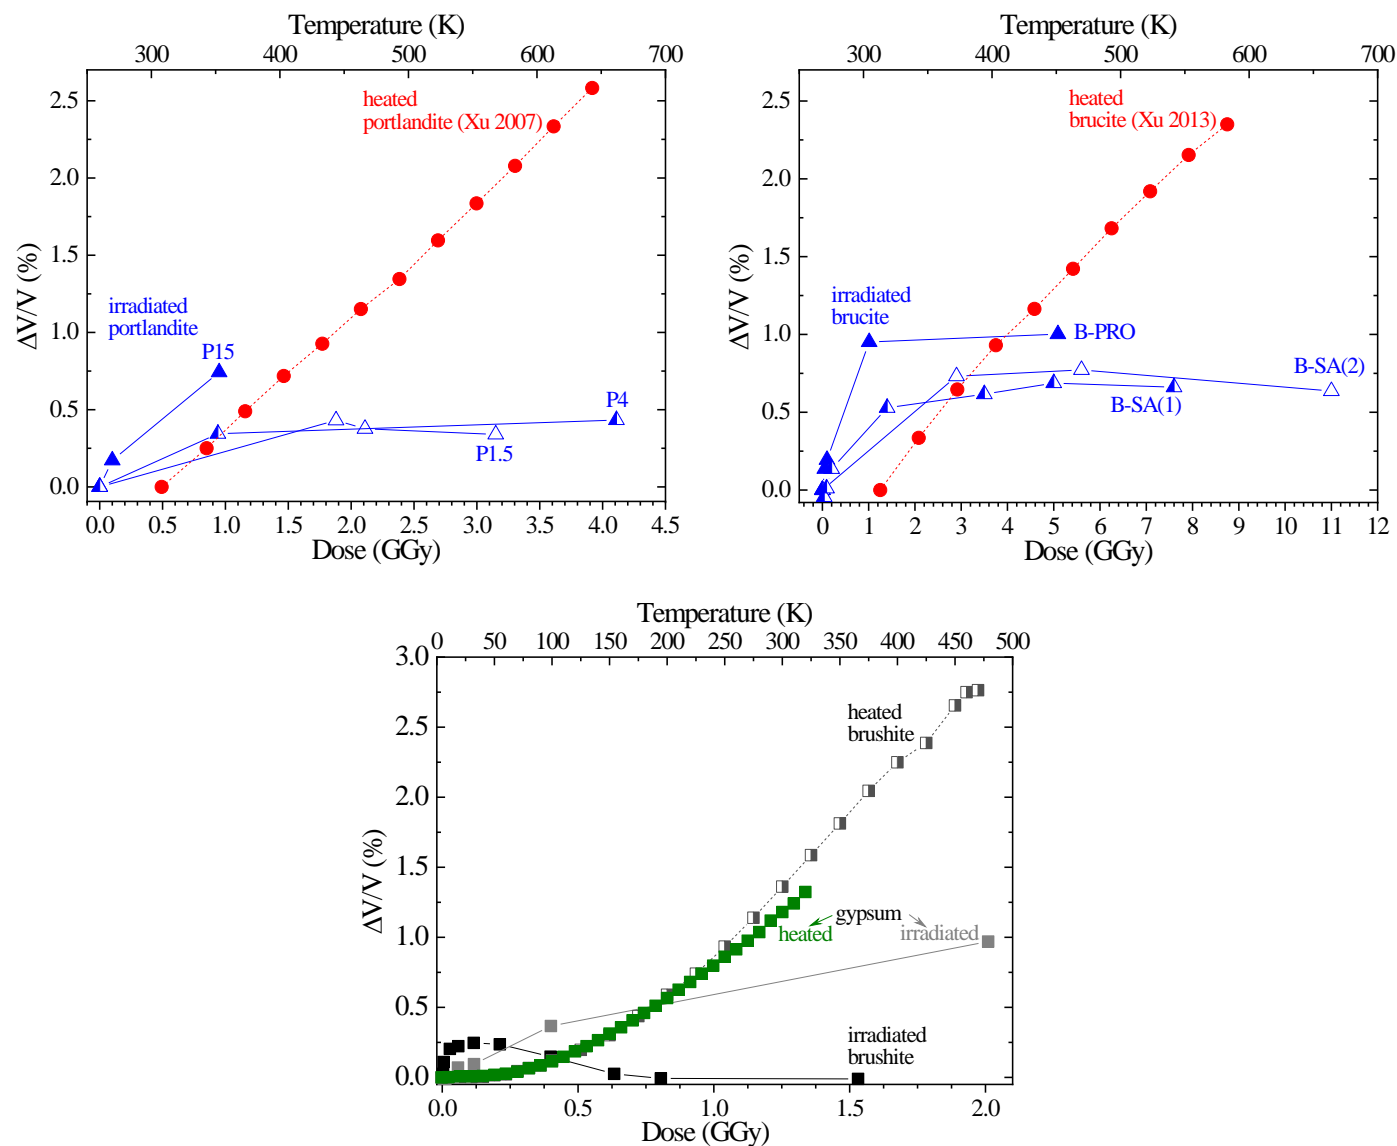 Temperature (K)
300 400 500 600 700
2.5
2.0
1.5
1.0
0.5
0.0
ΔV/V (%)
heated
portlandite (Xu 2007)
irradiated
portlandite
P15
P4
P1.5
0.0 0.5 1.0 1.5 2.0 2.5 3.0 3.5 4.0 4.5
Dose (GGy)
Temperature (K)
300 400 500 600 700
2.5
2.0
1.5
1.0
0.5
0.0
ΔV/V (%)
heated
brucite (Xu 2013)
irradiated
brucite
B-PRO
B-SA(2)
B-SA(1)
0 1 2 3 4 5 6 7 8 9 10 11 12
Dose (GGy)
Temperature (K)
0 50 100 150 200 250 300 350 400 450 500
3.0
2.5
2.0
1.5
1.0
0.5
0.0
ΔV/V (%)
heated
brushite
gypsum
heated
irradiated
irradiated
brushite
0.0 0.5 1.0 1.5 2.0
Dose (GGy)